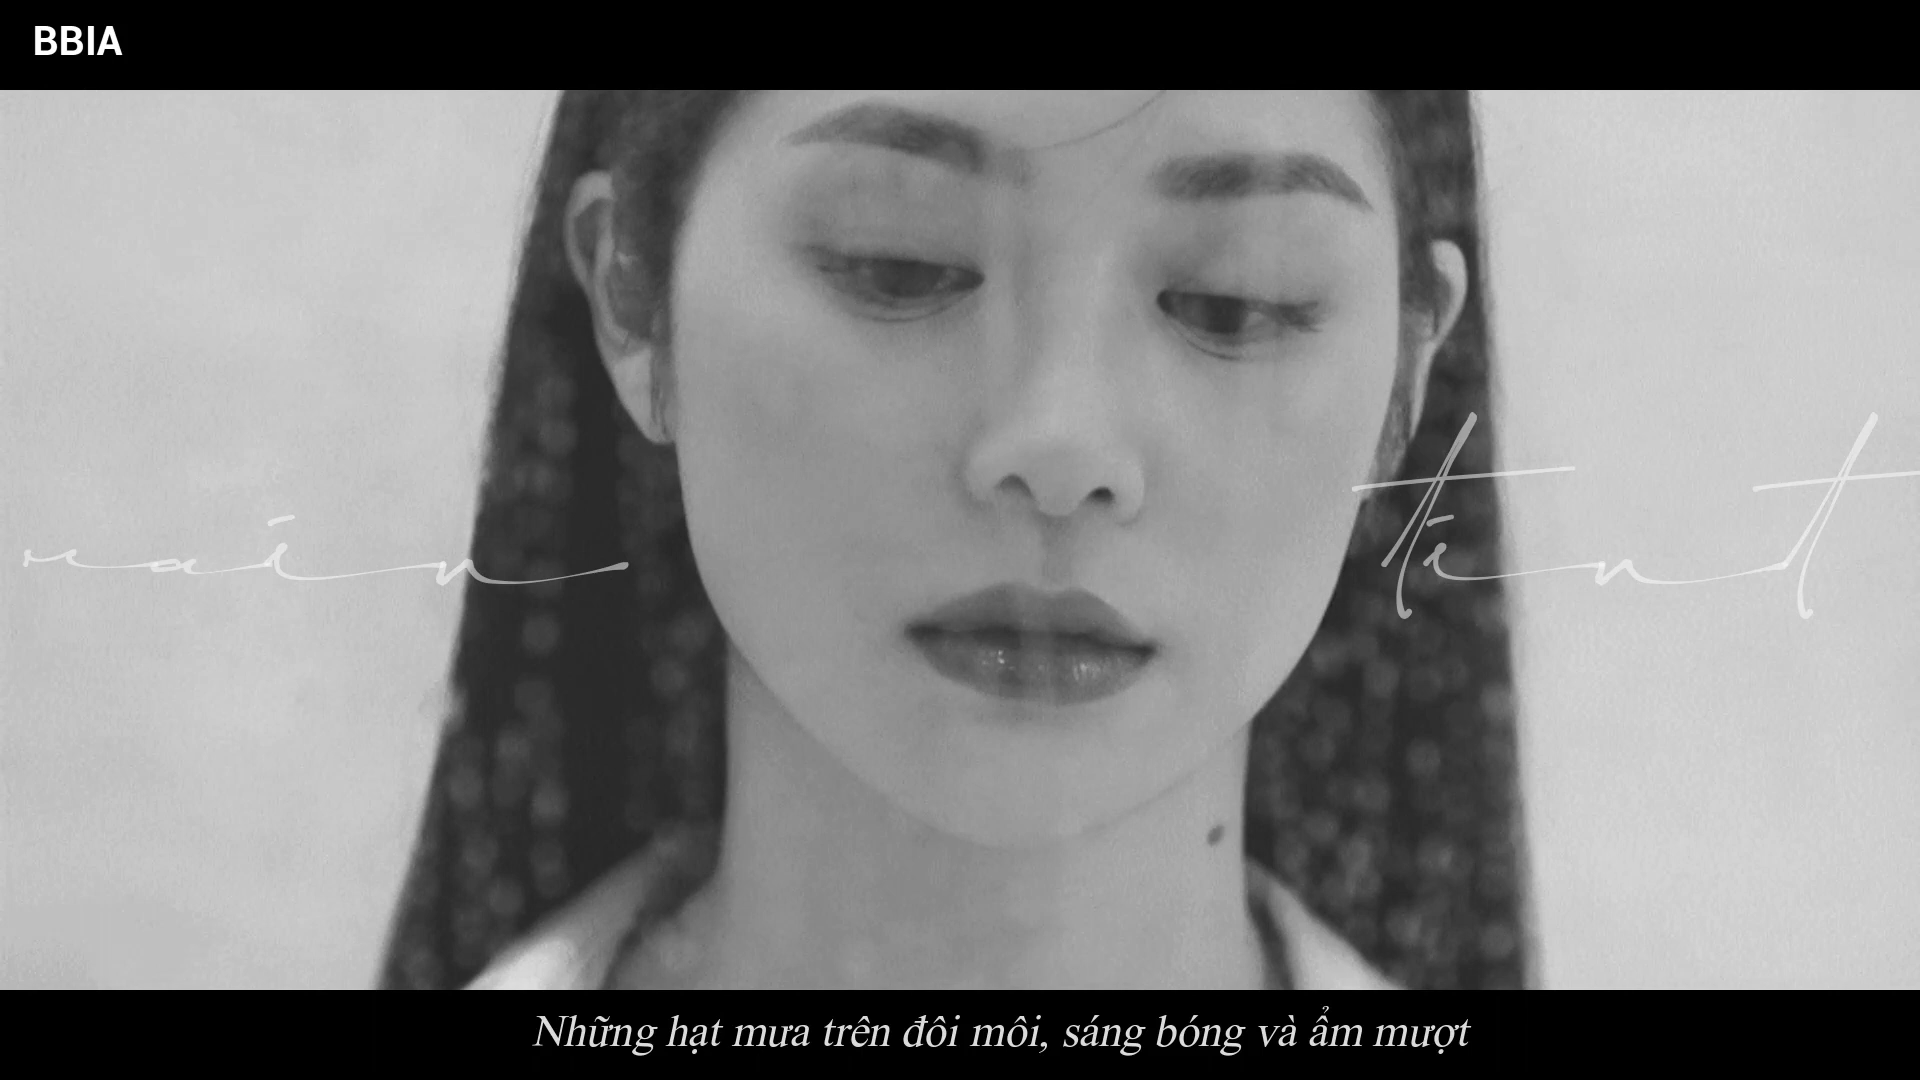 BBIA
rain tint
Những hạt mưa trên đôi môi, sáng bóng và ẩm mượt